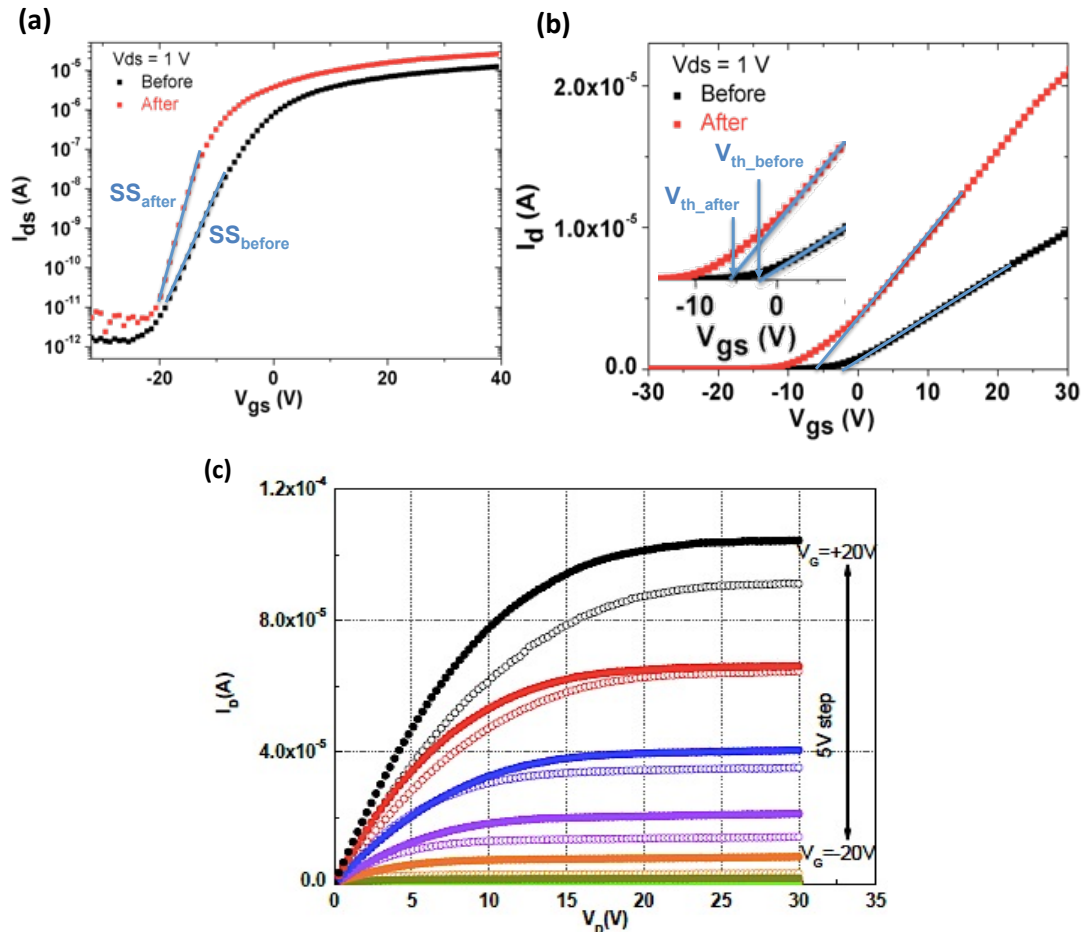 (a)
Vds = 1 V
Before
After
SSafter
SSbefore
10-5
10-6
10-7
10-8
10-9
10-10
10-11
10-12
Ids (A)
-20 0 20 40
Vgs (V)
(b)
Vds = 1 V
Before
After
Vth_before
Vth_after
2.0x10-5
1.0x10-5
0.0
Id (A)
-10 0
Vgs (V)
-30 -20 -10 0 10 20 30
Vgs (V)
(c)
1.2x10-4
8.0x10-5
4.0x10-5
0.0
ID(A)
VG=+20V
5V step
VG=-20V
0 5 10 15 20 25 30 35
VD(V)